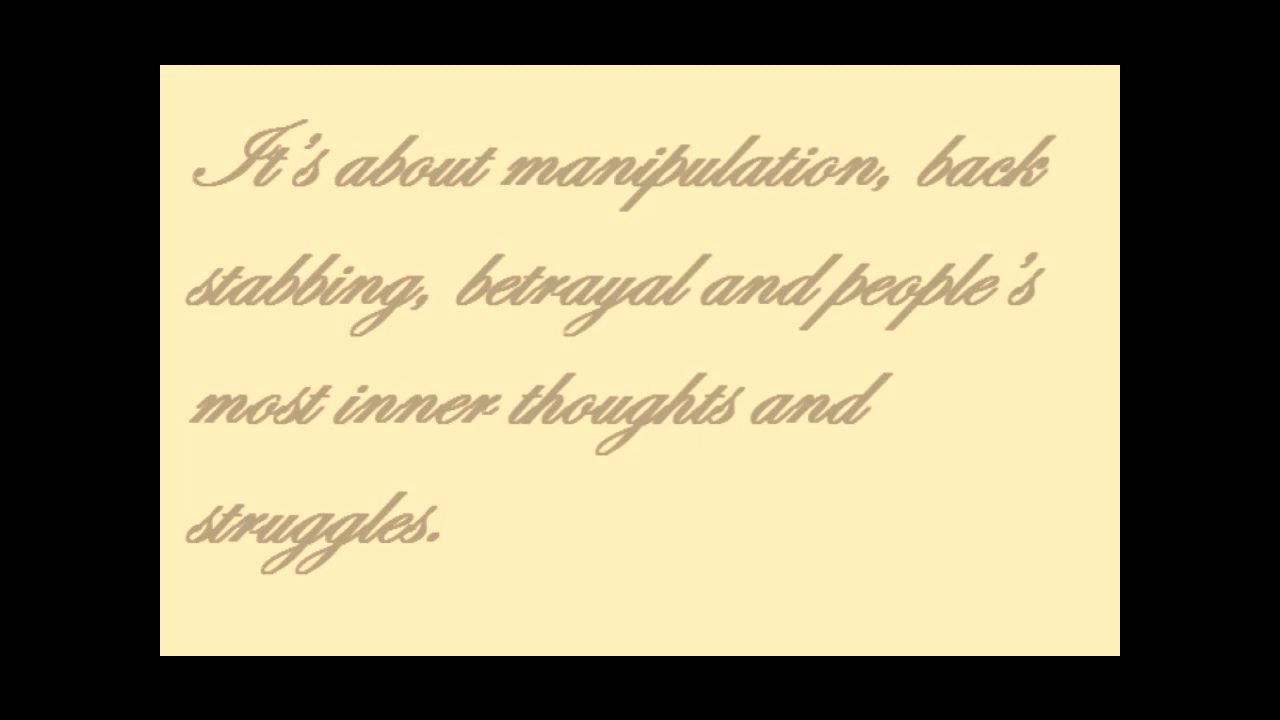 It's about manipulation, back
stabbing, betrayal and people's
most inner thoughts and
struggles.